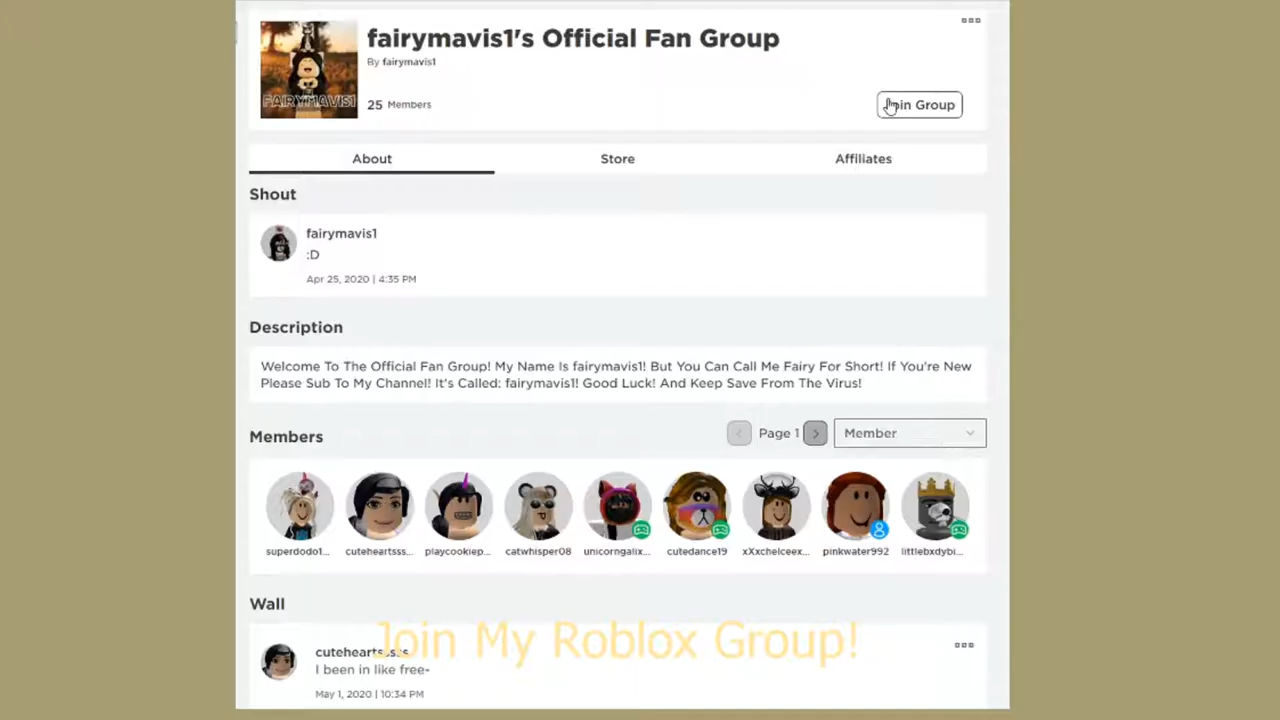 fairymavis1's Official Fan Group
By fairymavis1
FAIRYMAVIS1
25 Members
Group
About
Store
Affiliates
Shout
fairymavis1
:D
Apr 25, 2020 | 4:35 PM
Description
Welcome To The Official Fan Group! My Name Is fairymavis1! But You Can Call Me Fairy For Short! If You're New
Please Sub To My Channel! It's Called: fairymavis1! Good Luck! And Keep Save From The Virus!
Members
Page 1
Member
superdodo1...
cuteheartsss...
playcookiep...
catwhisper08
unicorngalix...
cutedance19
xXxchelceex...
pinkwater992
littlebxdybi...
Wall
I been in like free-
Join My Roblox Group!
May 1, 2020 | 10:34 PM